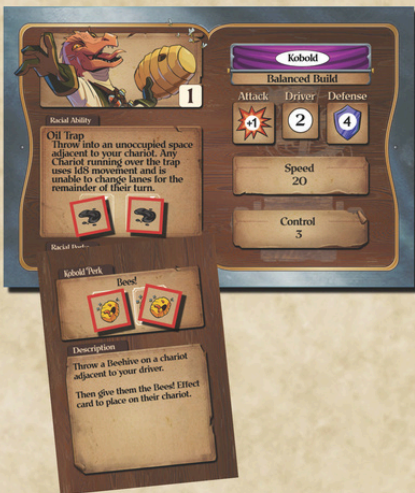 1
Racial Ability
Oil Trap
Throw into an unoccupied space
adjacent to your chariot. Any
Chariot running over the trap
uses 1d8 movement and is
unable to change lanes for the
remainder of their turn.
Kobold
Balanced Build
Attack Driver Defense
+1 2 4
Speed
20
Control
3
Kobold Perk
Bees!
Description
Throw a Beehive on a chariot
adjacent to your driver.
Then give them the Bees! Effect
card to place on their chariot.